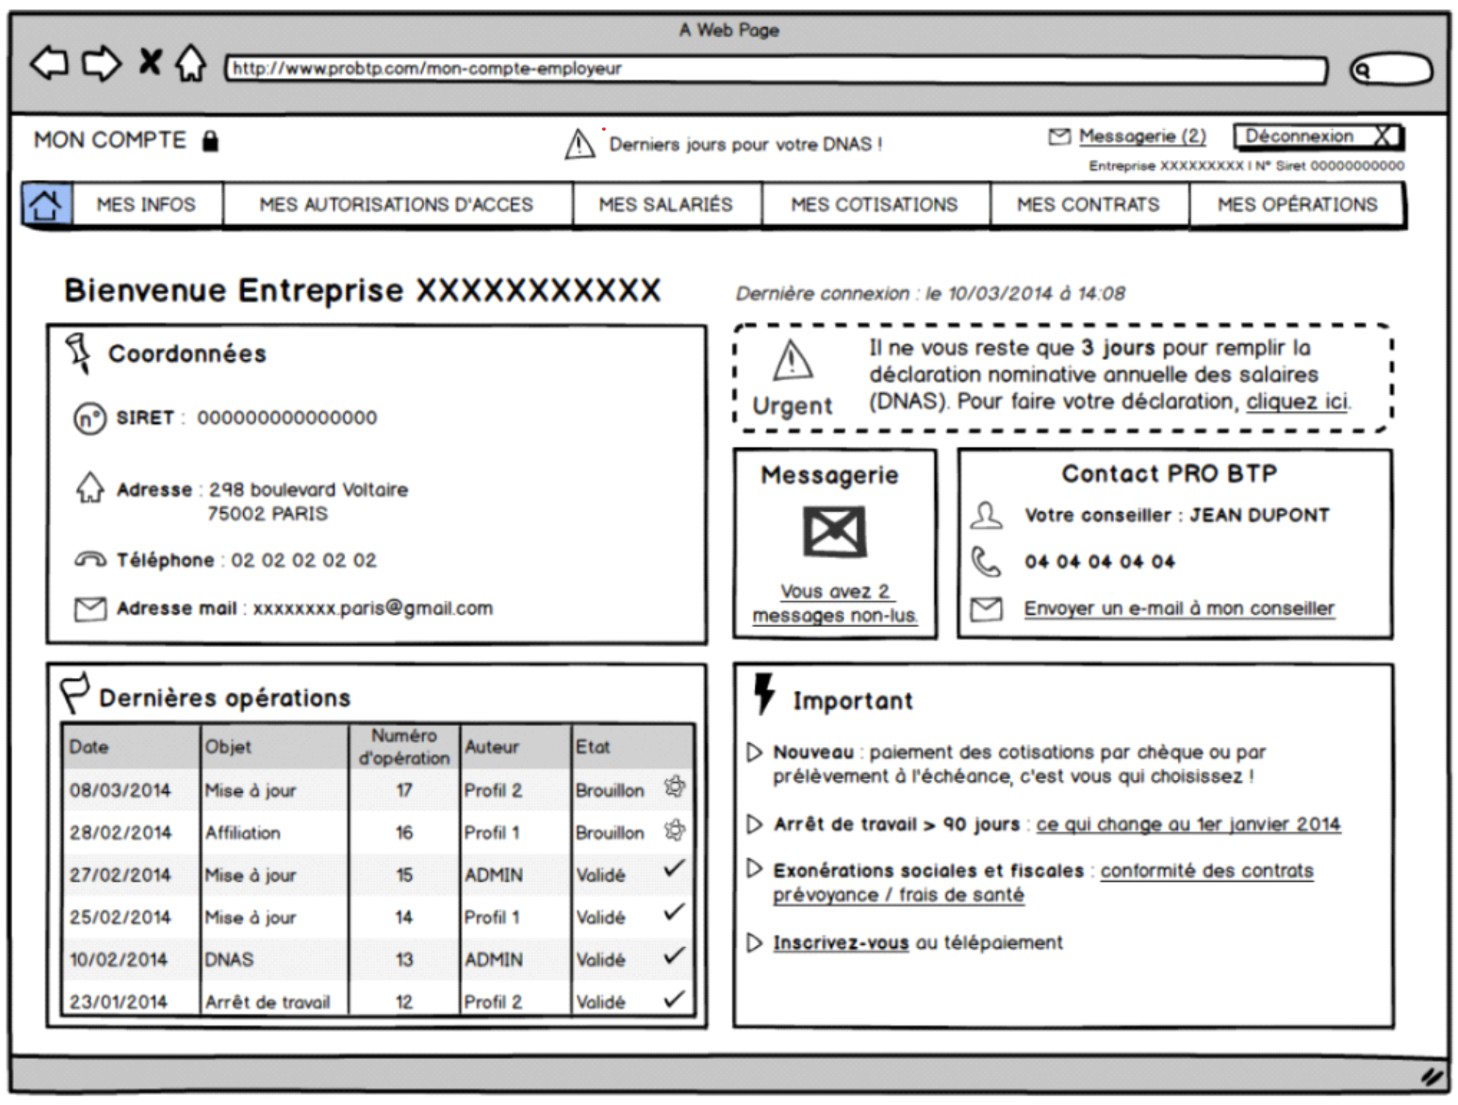 A Web Page
http://www.probtp.com/mon-compte-employeur
MON COMPTE
Derniers jours pour votre DNAS !
Messagerie (2)
Déconnexion X
Entreprise XXXXXXXXX I N° Siret 00000000000
MES INFOS
MES AUTORISATIONS D'ACCES
MES SALARIÉS
MES COTISATIONS
MES CONTRATS
MES OPÉRATIONS
Bienvenue Entreprise XXXXXXXXXXX
Dernière connexion : le 10/03/2014 à 14:08
Coordonnées
n° SIRET : 000000000000000
Adresse : 298 boulevard Voltaire
75002 PARIS
Téléphone : 02 02 02 02 02
Adresse mail : xxxxxxxx.paris@gmail.com
Urgent
Il ne vous reste que 3 jours pour remplir la
déclaration nominative annuelle des salaires
(DNAS). Pour faire votre déclaration, cliquez ici.
Messagerie
Vous avez 2
messages non-lus.
Contact PRO BTP
Votre conseiller : JEAN DUPONT
04 04 04 04 04
Envoyer un e-mail à mon conseiller
Dernières opérations
Date Objet Numéro d'opération Auteur Etat
08/03/2014 Mise à jour 17 Profil 2 Brouillon
28/02/2014 Affiliation 16 Profil 1 Brouillon
27/02/2014 Mise à jour 15 ADMIN Validé
25/02/2014 Mise à jour 14 Profil 1 Validé
10/02/2014 DNAS 13 ADMIN Validé
23/01/2014 Arrêt de travail 12 Profil 2 Validé
Important
Nouveau : paiement des cotisations par chèque ou par
prélèvement à l'échéance, c'est vous qui choisissez !
Arrêt de travail > 90 jours : ce qui change au 1er janvier 2014
Exonérations sociales et fiscales : conformité des contrats
prévoyance / frais de santé
Inscrivez-vous au télépaiement